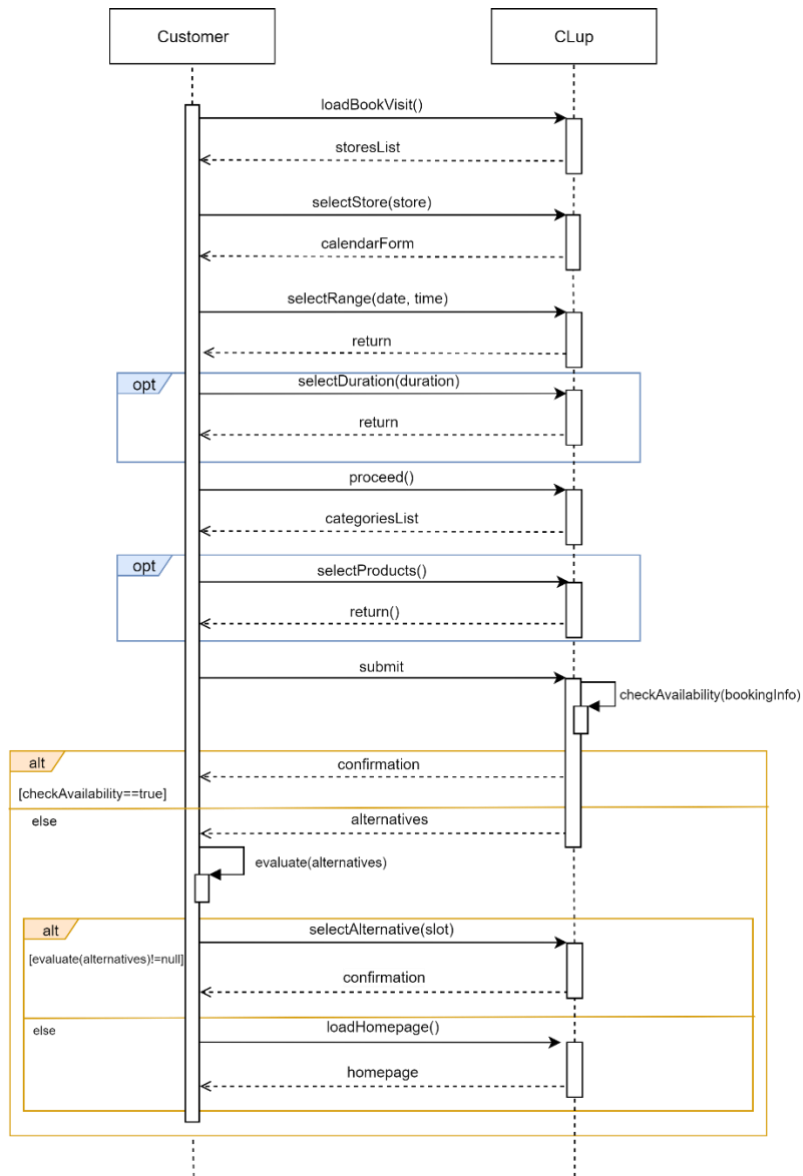 Customer
CLup
loadBookVisit()
storesList
selectStore(store)
calendarForm
selectRange(date, time)
return
opt
selectDuration(duration)
return
proceed()
categoriesList
opt
selectProducts()
return()
submit
checkAvailability(bookingInfo)
alt
confirmation
[checkAvailability==true]
else
alternatives
evaluate(alternatives)
alt
selectAlternative(slot)
[evaluate(alternatives)!=null]
confirmation
else
loadHomepage()
homepage